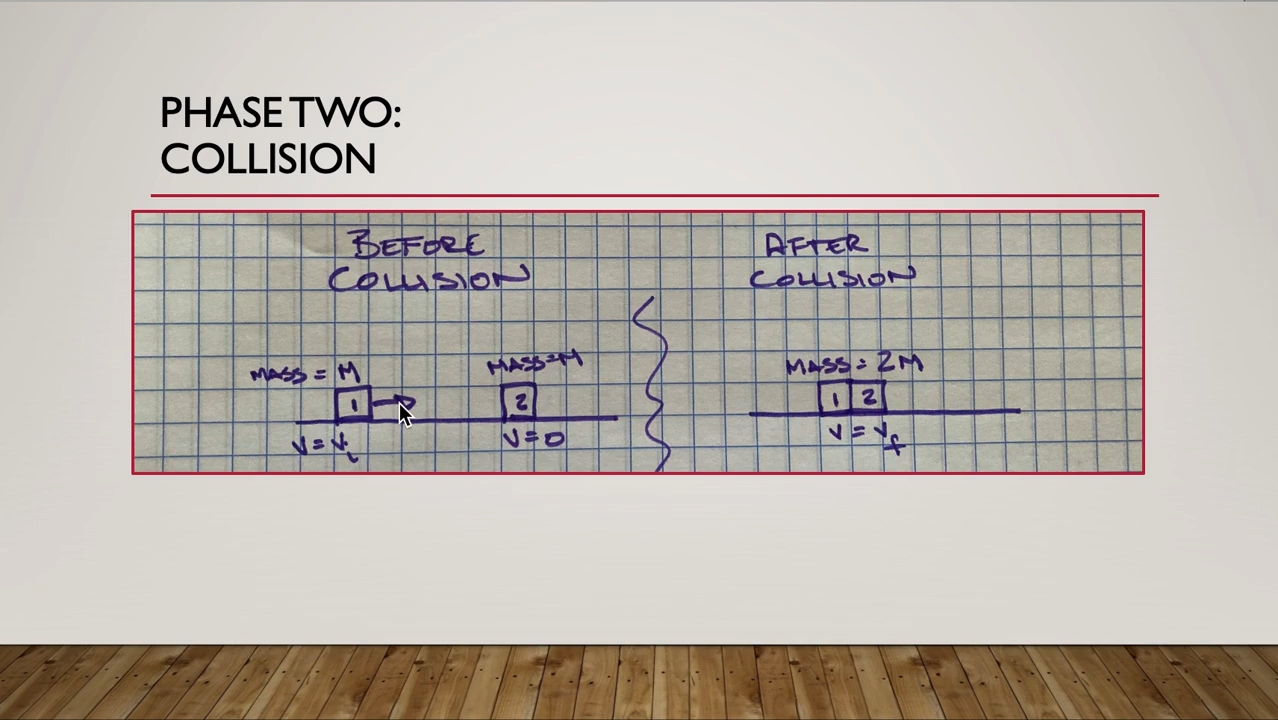 PHASE TWO:
COLLISION
BEFORE
COLLISION
MASS = M
1
V = Vi
MASS=M
2
V = 0
AFTER
COLLISION
MASS = 2M
1 2
V = Vf